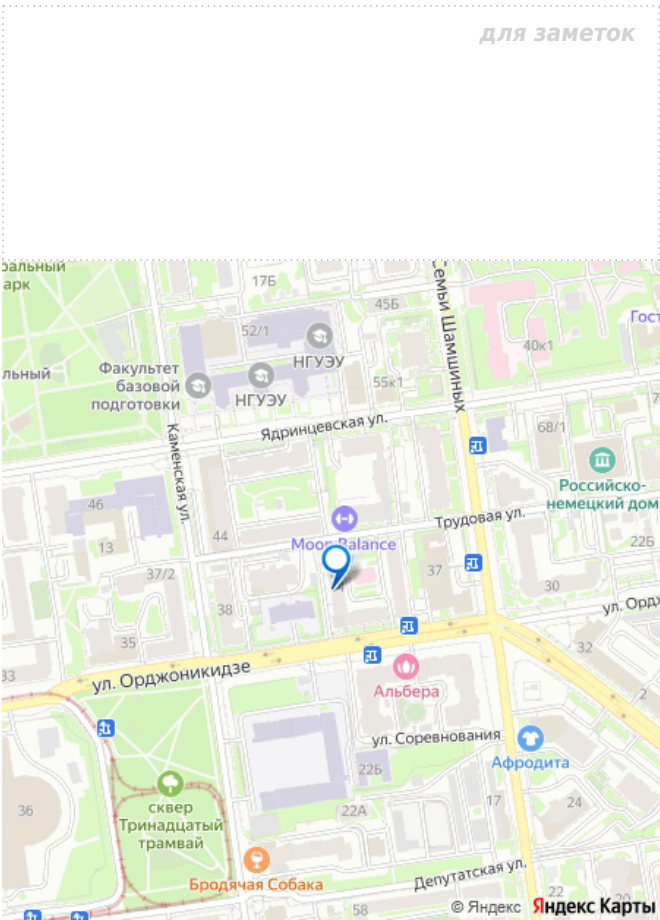 для заметок
ральный
арк
17Б
45Б
Семьи Шамшиных
Гост
52/1
НГУЭУ
40к1
льный
Факультет
базовой
подготовки
НГУЭУ
55к1
Ядринцевская ул.
68/1
Каменская ул.
Российско-
немецкий дом
46
44
Moon Balance
Трудовая ул.
13
22Б
37/2
37
30
38
ул. Ордж
35
33
ул. Орджоникидзе
32
Альбера
2
ул. Соревнования
Афродита
22Б
36
сквер
Тринадцатый
трамвай
22А
17
24
Бродячая Собака
Депутатская ул.
58
22
20
© Яндекс Яндекс Карты